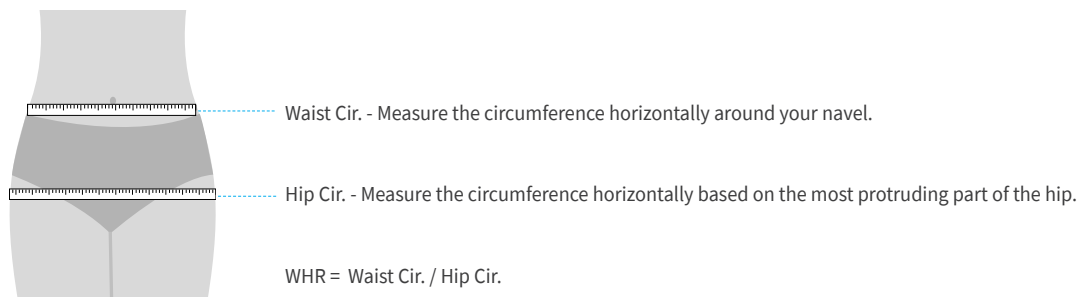 Waist Cir. - Measure the circumference horizontally around your navel.
Hip Cir. - Measure the circumference horizontally based on the most protruding part of the hip.
WHR = Waist Cir. / Hip Cir.